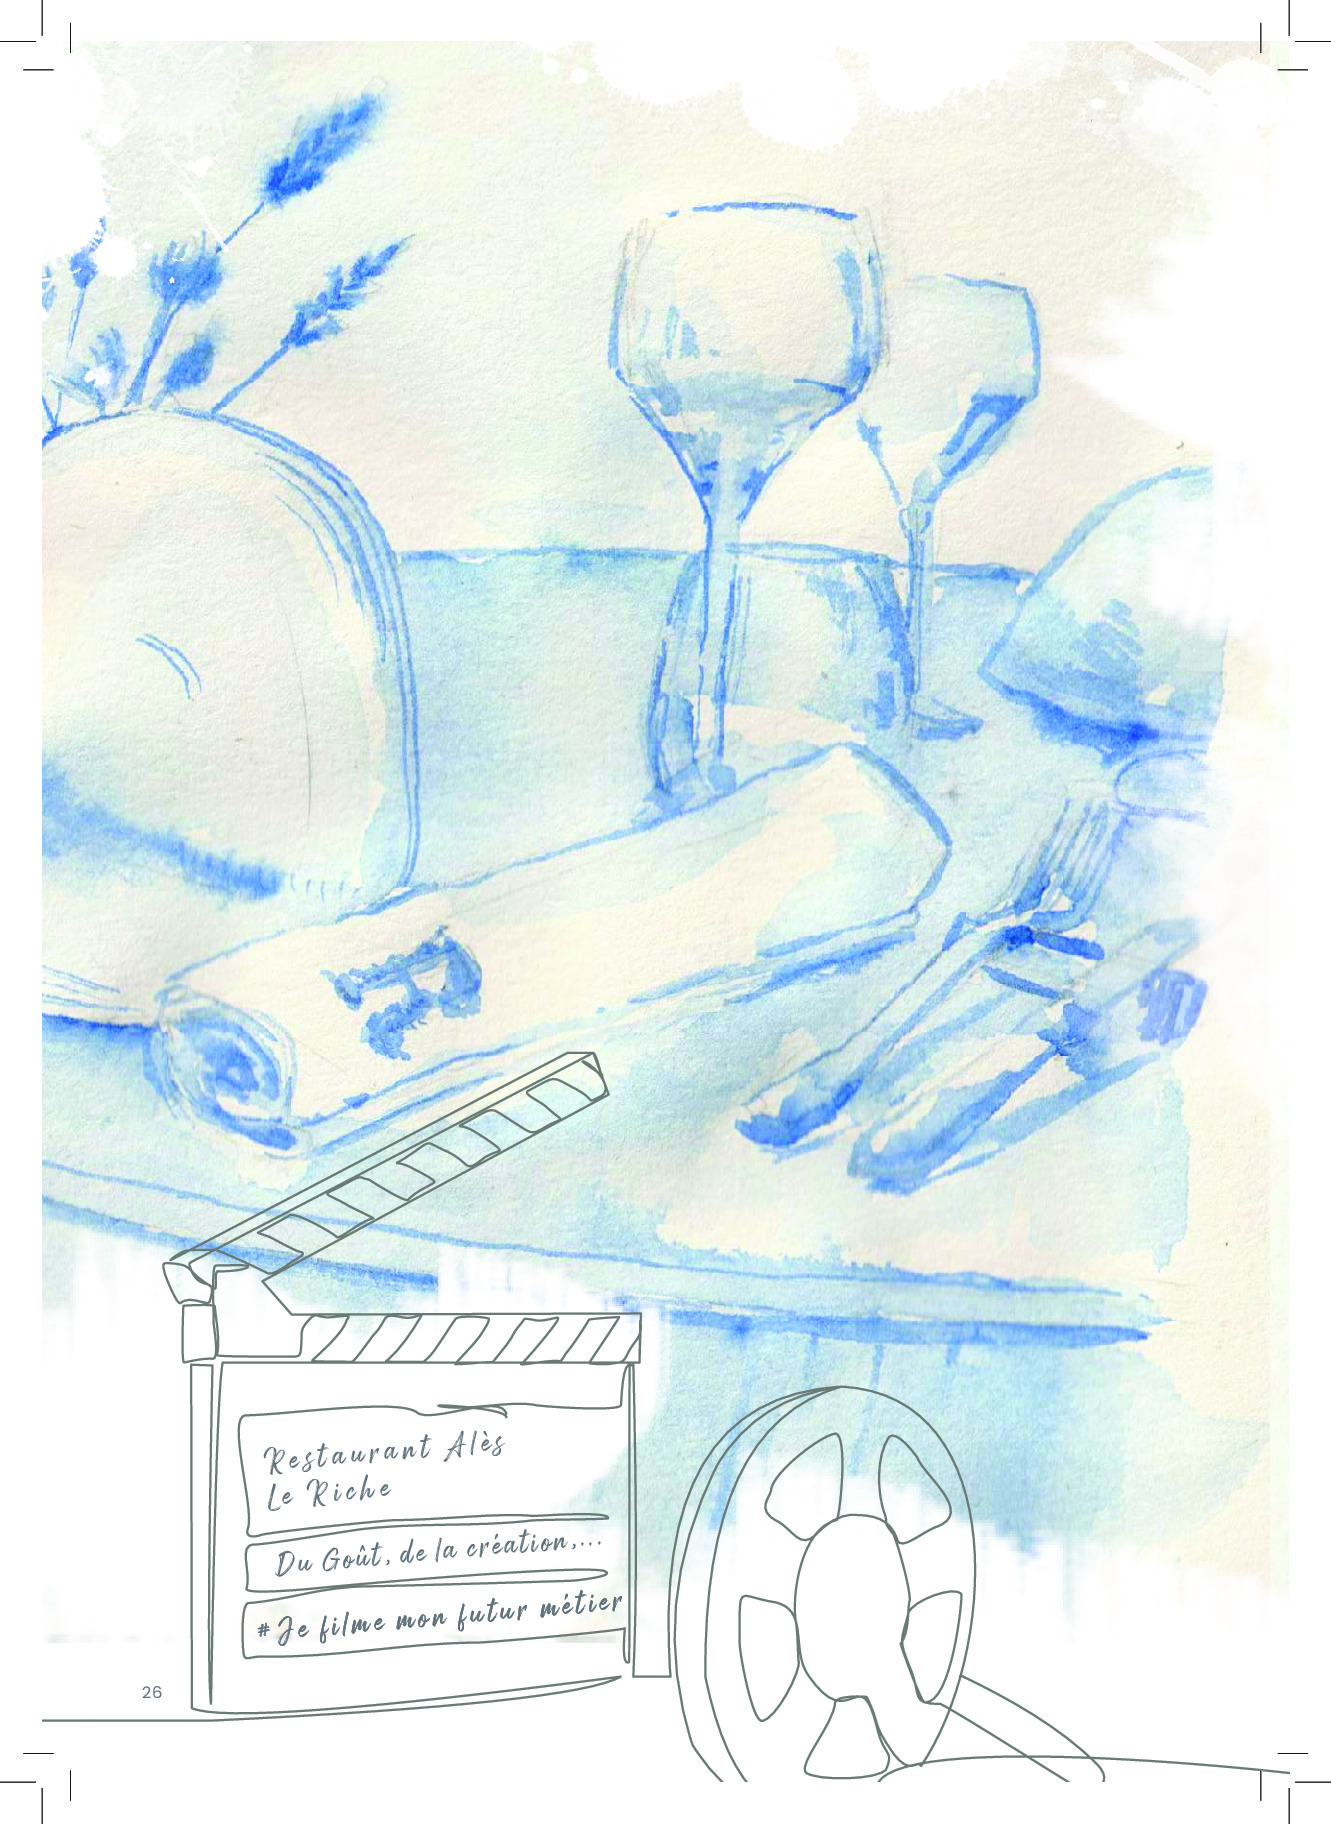 R
Restaurant Alès
Le Riche
Du Goût, de la création,...
# Je filme mon futur métier
26